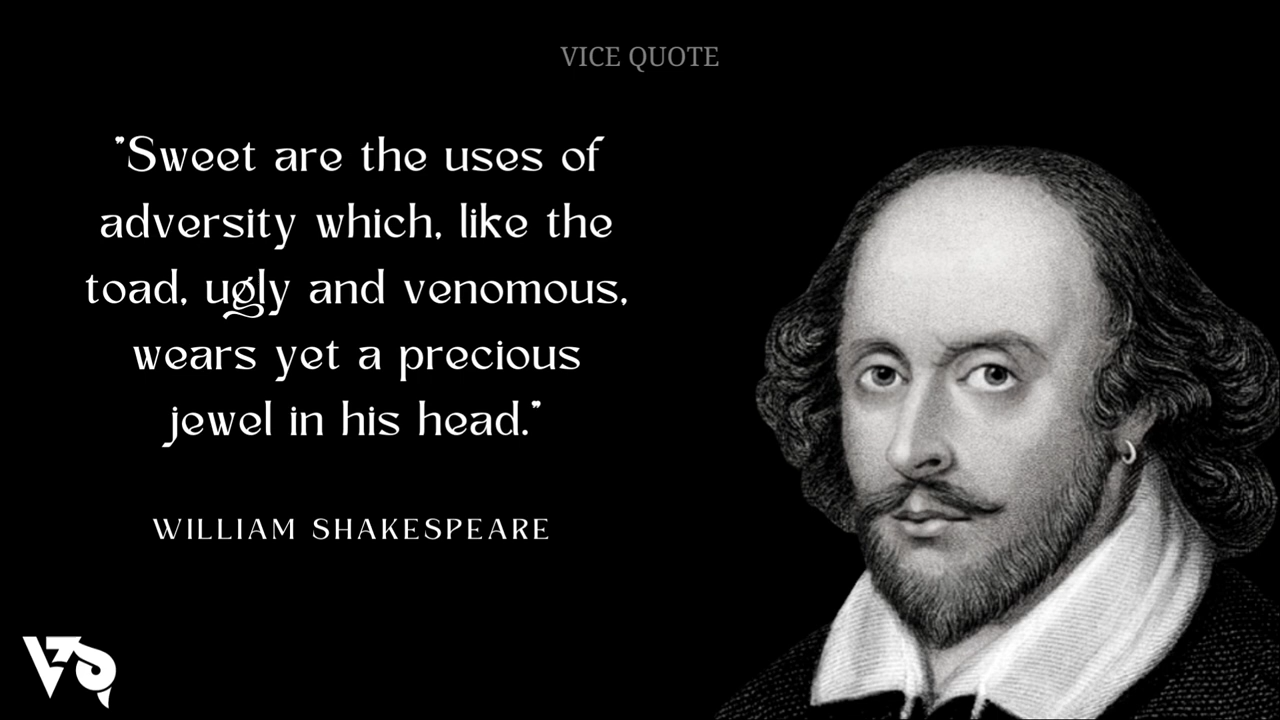 VICE QUOTE
"Sweet are the uses of
adversity which, like the
toad, ugly and venomous,
wears yet a precious
jewel in his head."
WILLIAM SHAKESPEARE
VQ